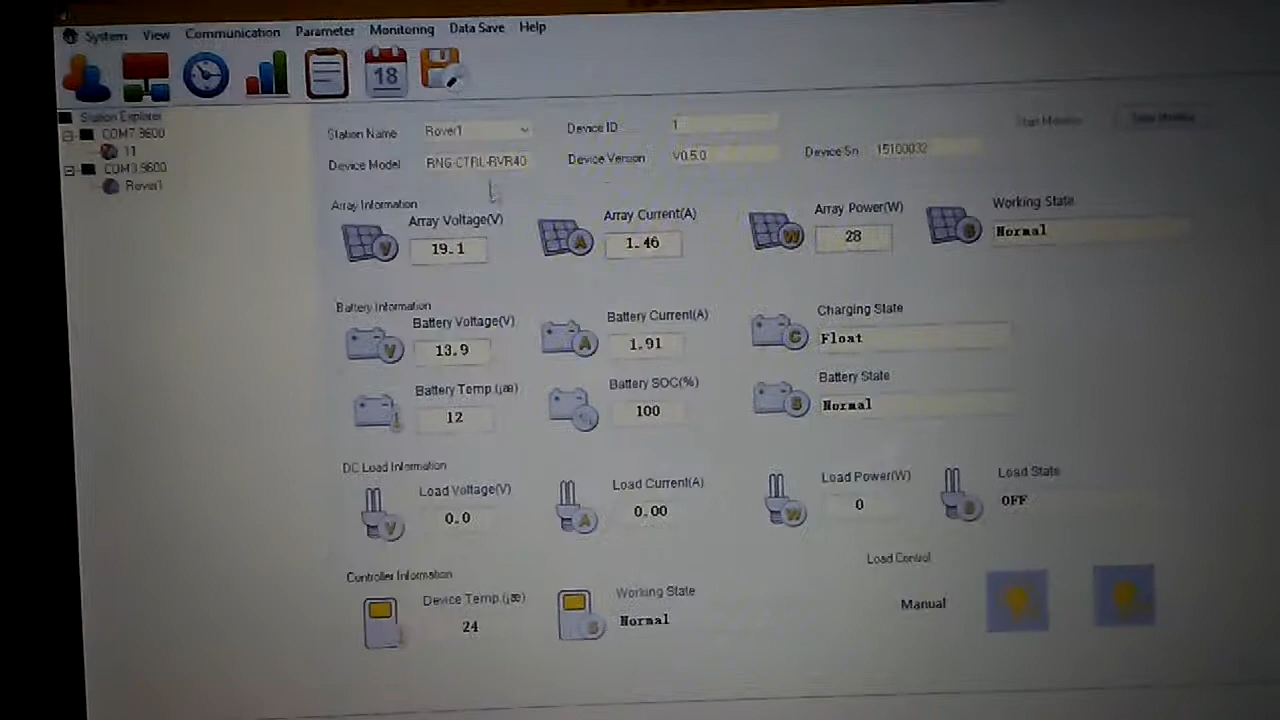 System View Communication Parameter Monitoring Data Save Help
18
Station Explorer
COM7.9600
11
COM3.9600
Rover1
Station Name Rover1 Device ID 1 Start Monitor
Device Model RNG-CTRL-RVR40 Device Version V0.5.0 Device Sn 15100032
Array Information
Array Voltage(V) Array Current(A) Array Power(W) Working State
19.1 1.46 28 Normal
Battery Information
Battery Voltage(V) Battery Current(A) Charging State
13.9 1.91 Float
Battery Temp.(¡æ) Battery SOC(%) Battery State
12 100 Normal
DC Load Information
Load Voltage(V) Load Current(A) Load Power(W) Load State
0.0 0.00 0 OFF
Controller Information Load Control
Device Temp.(¡æ) Working State
24 Normal Manual